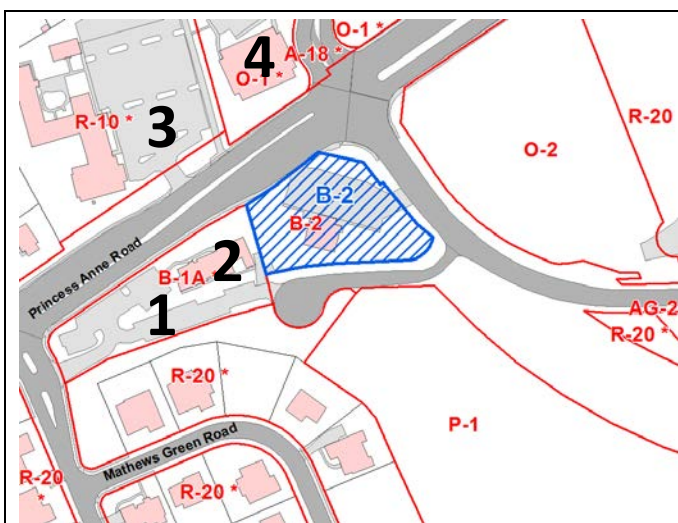 O-1 *
4
A-18 *
O-1 *
3
R-10 *
R-20
O-2
B-2
B-2
2
B-1A
1
Princess Anne Road
AG-2
R-20 *
R-20 *
P-1
Mathews Green Road
R-20
*
R-20 *